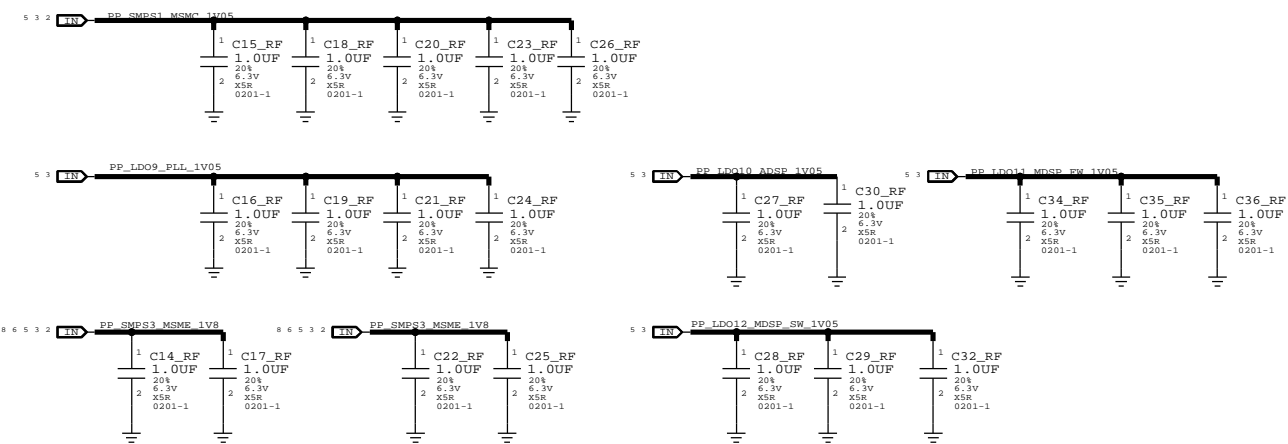 5 3 2 IN PP_SMPS1_MSMC_1V05
1 C15_RF 1.0UF 20% 6.3V X5R 0201-1 2
1 C18_RF 1.0UF 20% 6.3V X5R 0201-1 2
1 C20_RF 1.0UF 20% 6.3V X5R 0201-1 2
1 C23_RF 1.0UF 20% 6.3V X5R 0201-1 2
1 C26_RF 1.0UF 20% 6.3V X5R 0201-1 2
5 3 IN PP_LDO9_PLL_1V05
1 C16_RF 1.0UF 20% 6.3V X5R 0201-1 2
1 C19_RF 1.0UF 20% 6.3V X5R 0201-1 2
1 C21_RF 1.0UF 20% 6.3V X5R 0201-1 2
1 C24_RF 1.0UF 20% 6.3V X5R 0201-1 2
5 3 IN PP_LDO10_ADSP_1V05
1 C27_RF 1.0UF 20% 6.3V X5R 0201-1 2
1 C30_RF 1.0UF 20% 6.3V X5R 0201-1 2
5 3 IN PP_LDO11_MDSP_FW_1V05
1 C34_RF 1.0UF 20% 6.3V X5R 0201-1 2
1 C35_RF 1.0UF 20% 6.3V X5R 0201-1 2
1 C36_RF 1.0UF 20% 6.3V X5R 0201-1 2
8 6 5 3 2 IN PP_SMPS3_MSME_1V8
1 C14_RF 1.0UF 20% 6.3V X5R 0201-1 2
1 C17_RF 1.0UF 20% 6.3V X5R 0201-1 2
8 6 5 3 2 IN PP_SMPS3_MSME_1V8
1 C22_RF 1.0UF 20% 6.3V X5R 0201-1 2
1 C25_RF 1.0UF 20% 6.3V X5R 0201-1 2
5 3 IN PP_LDO12_MDSP_SW_1V05
1 C28_RF 1.0UF 20% 6.3V X5R 0201-1 2
1 C29_RF 1.0UF 20% 6.3V X5R 0201-1 2
1 C32_RF 1.0UF 20% 6.3V X5R 0201-1 2